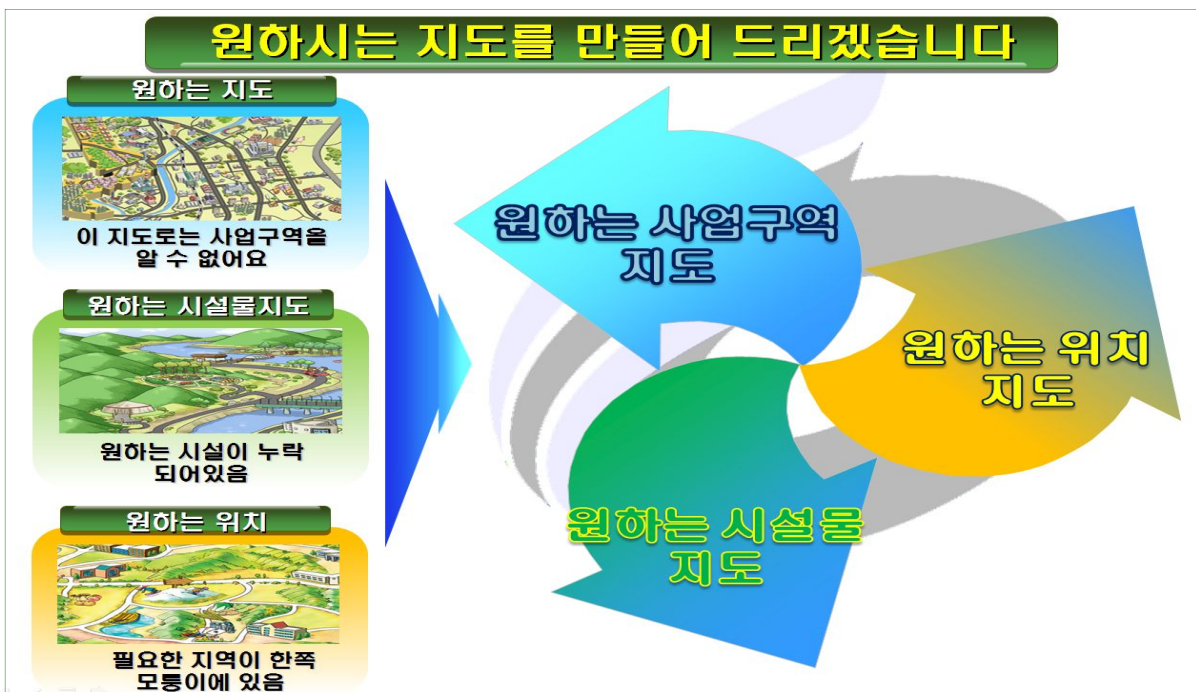 원하시는 지도를 만들어 드리겠습니다
원하는 지도
이 지도로는 사업구역을
알 수 없어요
원하는 시설물지도
원하는 시설이 누락
되어있음
원하는 위치
필요한 지역이 한쪽
모퉁이에 있음
원하는 사업구역
지도
원하는 위치
지도
원하는 시설물
지도